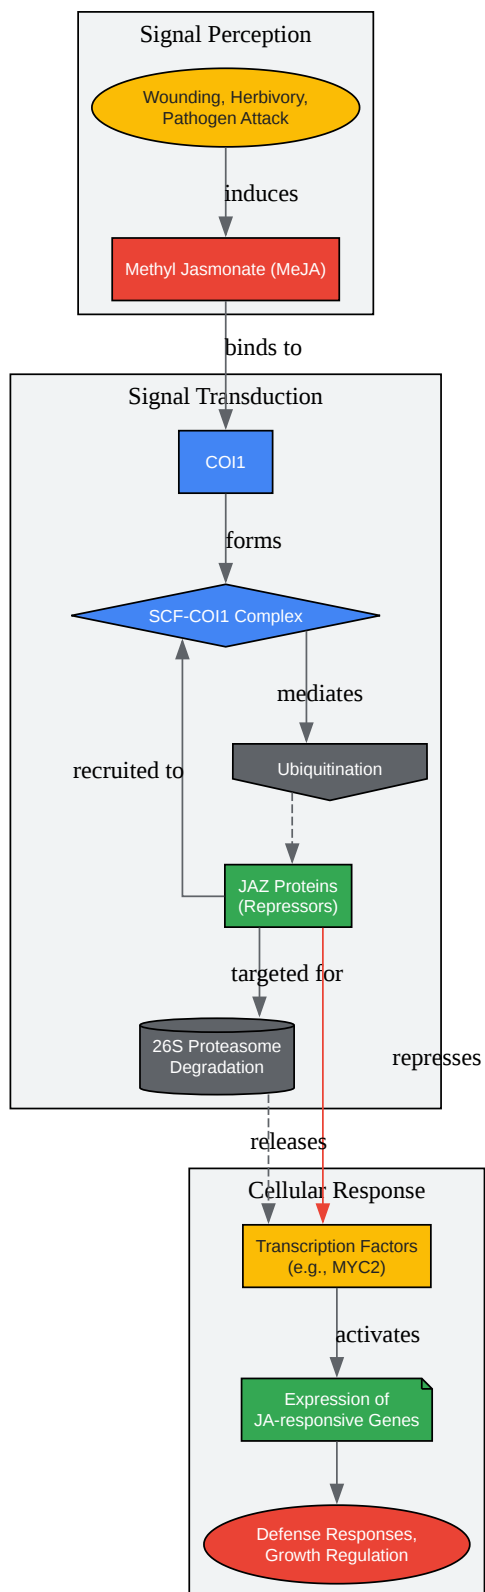 Signal Perception
Wounding, Herbivory,
Pathogen Attack
induces
Methyl Jasmonate (MeJA)
binds to
Signal Transduction
COI1
forms
SCF-COI1 Complex
mediates
recruited to
Ubiquitination
JAZ Proteins
(Repressors)
targeted for
26S Proteasome
Degradation
represses
releases
Cellular Response
Transcription Factors
(e.g., MYC2)
activates
Expression of
JA-responsive Genes
Defense Responses,
Growth Regulation